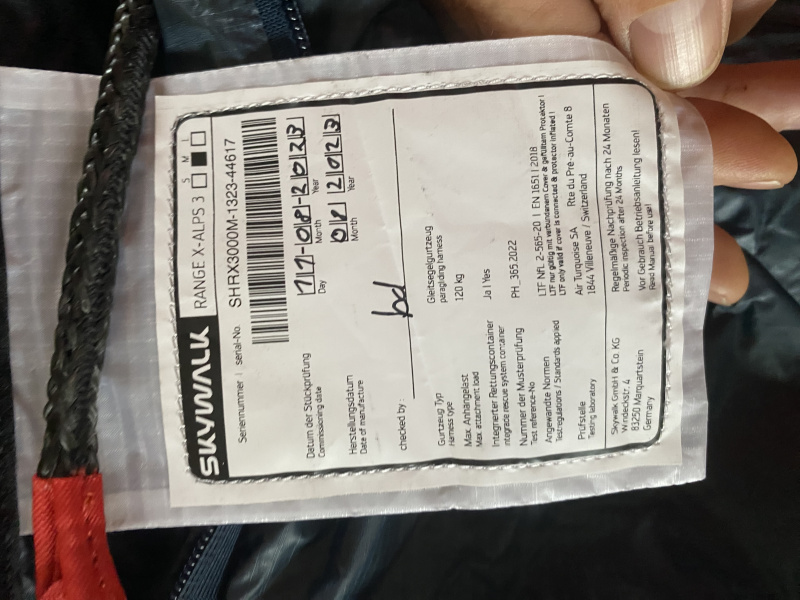 SKYWALK RANGE X-ALPS 3 S M L
Seriennummer | serial-No. SHRX3000M-1323-44617
Datum der Stückprüfung 17-08-2023
Commissioning date Day Month Year
Herstellungsdatum 08 2023
Date of manufacture Month Year
checked by : bd
Gurtzeug Typ Gleitsegelgurtzeug
Harness type paragliding harness
Max. Anhängelast 120 kg
Max. attachment load
Integrierter Rettungscontainer Ja | Yes
Integrate rescue system container
Nummer der Musterprüfung PH_365.2022
Test reference-No
Angewandte Normen LTF NfL 2-565-20 | EN 1651 | 2018
Testregulations / Standards applied LTF nur gültig mit verbundenem Cover & gefülltem Protektor !
LTF only valid if cover is connected & protector inflated !
Prüfstelle Air Turquoise SA Rte du Pré-au-Comte 8
Testing laboratory 1844 Villeneuve / Switzerland
Skywalk GmbH & Co. KG Regelmäßige Nachprüfung nach 24 Monaten
Windeckstr. 4 Periodic inspection after 24 Months
83250 Marquartstein Vor Gebrauch Betriebsanleitung lesen!
Germany Read Manual before use!